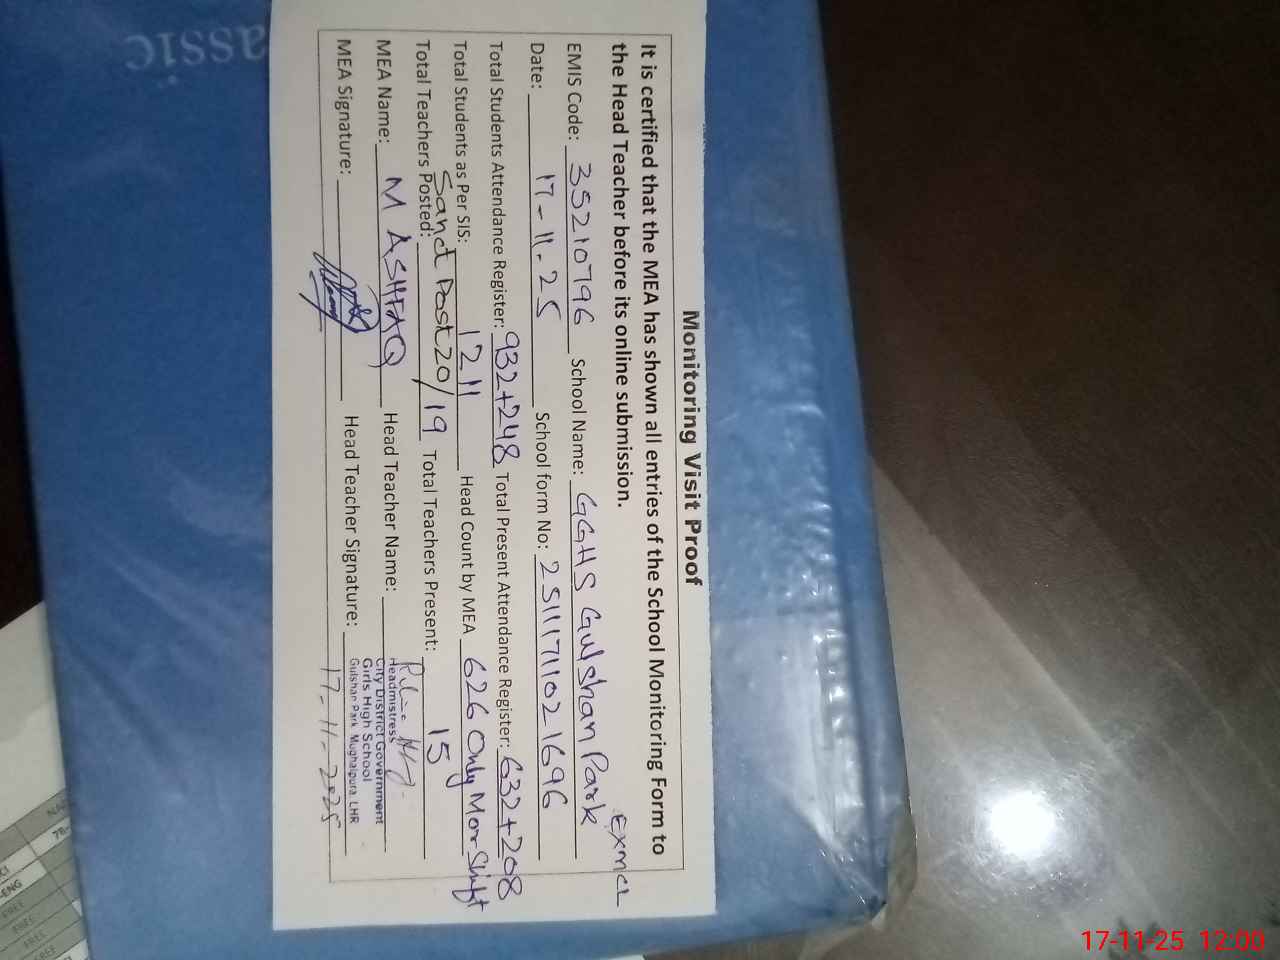 Monitoring Visit Proof
It is certified that the MEA has shown all entries of the School Monitoring Form to
the Head Teacher before its online submission.
EMIS Code: 35210796 School Name: GGHS Gulshan Park ExMCL
Date: 17-11-25 School form No: 25111711021696
Total Students Attendance Register: 932+248 Total Present Attendance Register: 632+208
Total Students as Per SIS: 1211 Head Count by MEA 626 Only Mor Shift
Total Teachers Posted: Sanct Post 20/19 Total Teachers Present: 15
MEA Name: M ASHFAQ Head Teacher Name:
Headmistress
City District Government
Girls High School
Gulshan Park Mughalpura LHR
MEA Signature: Head Teacher Signature:
17-11-2025
assic
17-11-25 12:00
ENG
FREE
FREE